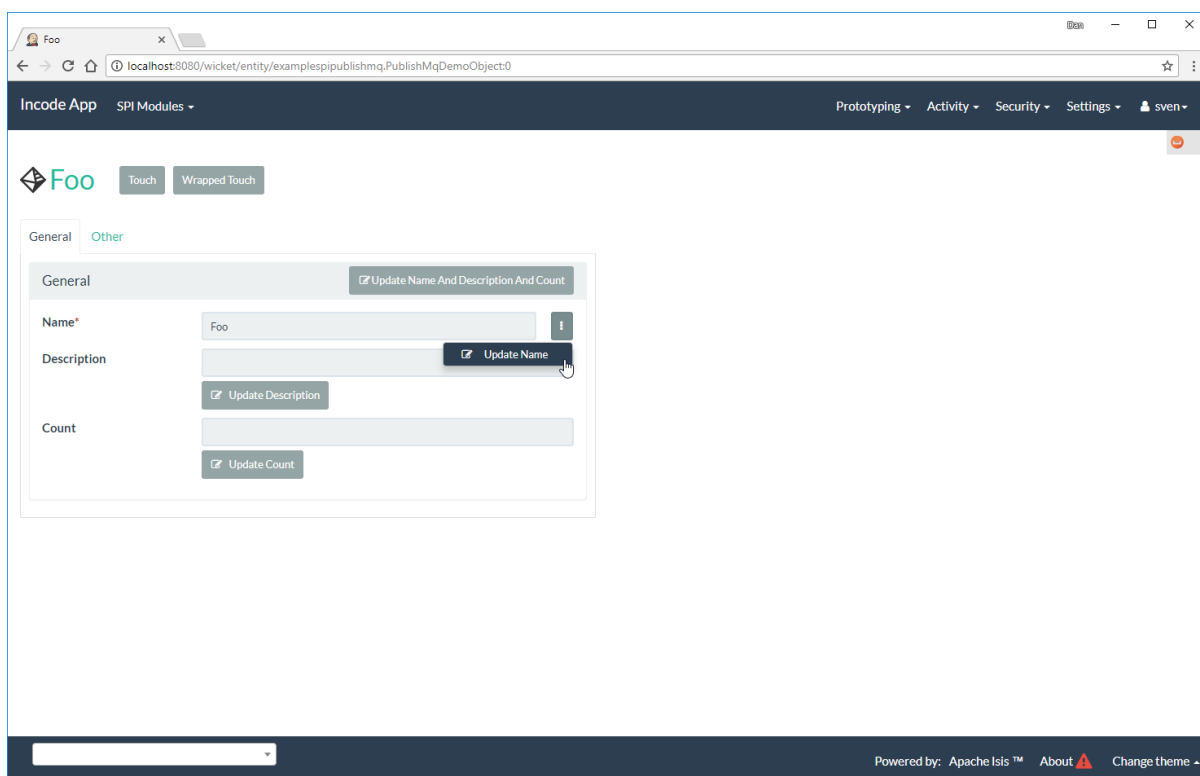 Foo
Dan
localhost:8080/wicket/entity/examplespipublishmq.PublishMqDemoObject:0
Incode App SPI Modules Prototyping Activity Security Settings sven
Foo Touch Wrapped Touch
General Other
General Update Name And Description And Count
Name* Foo
Update Name
Description
Update Description
Count
Update Count
Powered by: Apache Isis ™ About Change theme